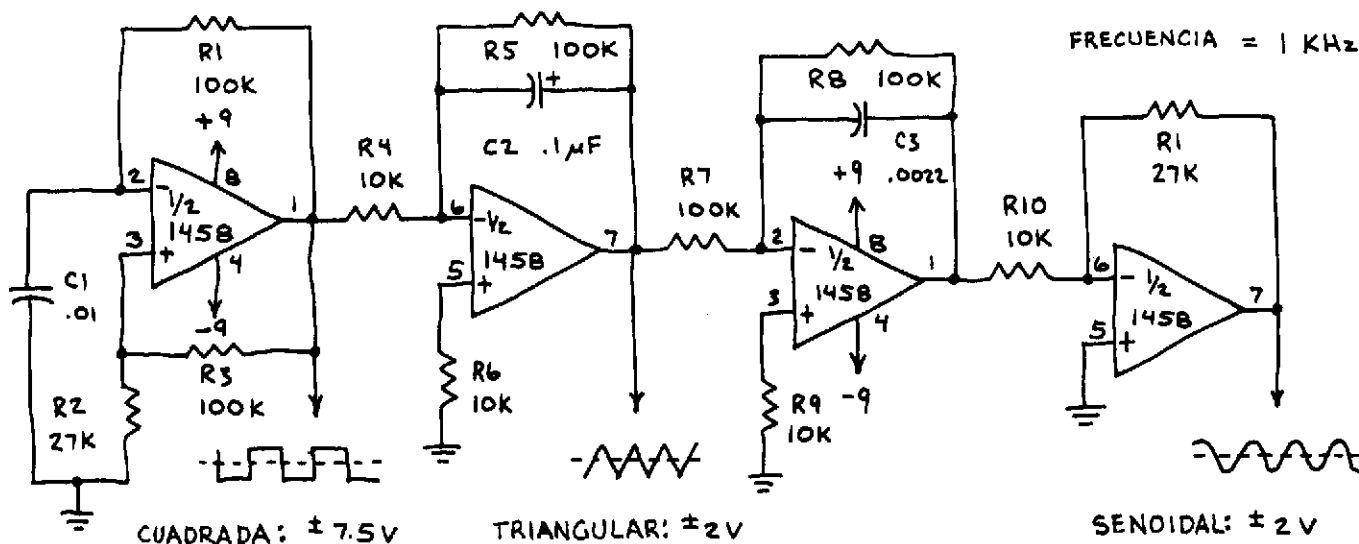 FRECUENCIA = 1 KHz
R1
100K
+9
2
8
1/2
1458
1
3
4
-9
C1
.01
R3
100K
R2
27K
CUADRADA: ± 7.5V
R4
10K
R5 100K
+
C2 .1µF
6
1/2
1458
7
5
R6
10K
TRIANGULAR: ±2V
R7
100K
R8 100K
C3
.0022
+9
2
8
1/2
1458
1
3
4
-9
R9
10K
R10
10K
R1
27K
6
1/2
1458
7
5
SENOIDAL: ±2V